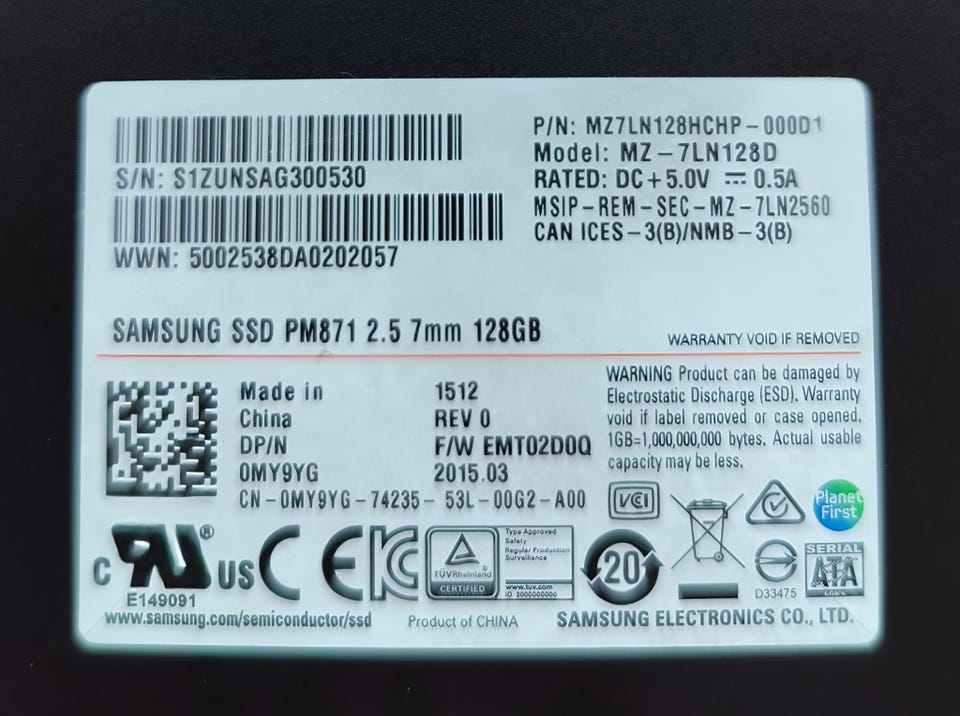 P/N: MZ7LN128HCHP-000D1
Model: MZ-7LN128D
S/N: S1ZUNSAG300530
RATED: DC+5.0V ⎓ 0.5A
MSIP-REM-SEC-MZ-7LN2560
CAN ICES-3(B)/NMB-3(B)
WWN: 5002538DA0202057
SAMSUNG SSD PM871 2.5 7mm 128GB
WARRANTY VOID IF REMOVED
Made in
China
DP/N
0MY9YG
1512
REV 0
F/W EMT02D0Q
2015.03
CN-0MY9YG-74235-53L-00G2-A00
WARNING Product can be damaged by
Electrostatic Discharge (ESD). Warranty
void if label removed or case opened.
1GB=1,000,000,000 bytes. Actual usable
capacity may be less.
VCI
Planet
First
c RU ® US
E149091
CE
TÜVRheinland
CERTIFIED
Type Approved
Safety
Regular Production
Surveillance
www.tuv.com
ID 2000000000
20
D33475
SERIAL
ATA
6Gb/s
www.samsung.com/semiconductor/ssd
Product of CHINA
SAMSUNG ELECTRONICS CO., LTD.